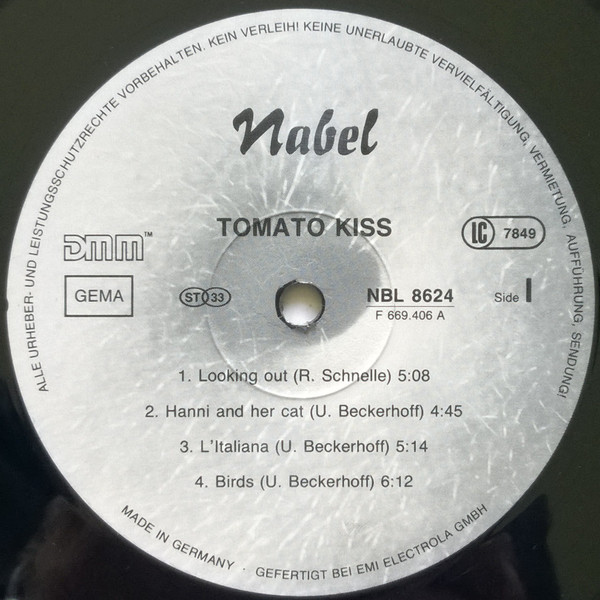 ALLE URHEBER- UND LEISTUNGSSCHUTZRECHTE VORBEHALTEN. KEIN VERLEIH! KEINE UNERLAUBTE VERVIELFÄLTIGUNG, VERMIETUNG, AUFFÜHRUNG, SENDUNG!
Nabel
TOMATO KISS
DMM™
LC 7849
GEMA
ST 33
NBL 8624
F 669.406 A
Side 1
1. Looking out (R. Schnelle) 5:08
2. Hanni and her cat (U. Beckerhoff) 4:45
3. L'Italiana (U. Beckerhoff) 5:14
4. Birds (U. Beckerhoff) 6:12
MADE IN GERMANY · GEFERTIGT BEI EMI ELECTROLA GMBH